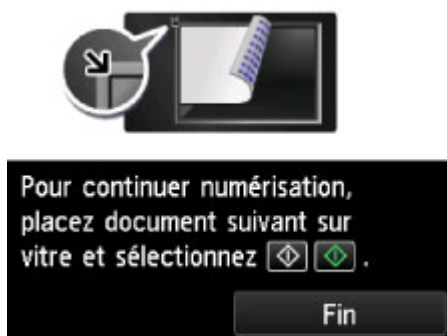 Pour continuer numérisation,
placez document suivant sur
vitre et sélectionnez .
Fin